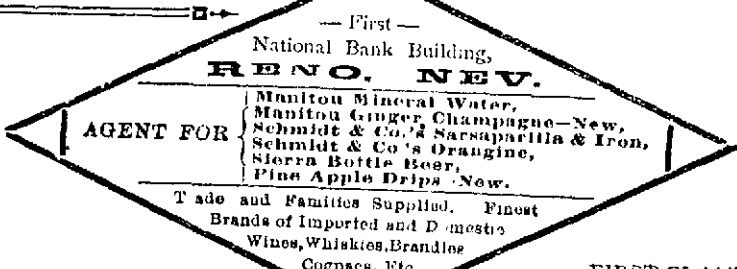 — First —
National Bank Building,
RENO, NEV.
AGENT FOR
Manitou Mineral Water,
Manitou Ginger Champagne—New,
Schmidt & Co.'s Sarsaparilla & Iron,
Schmidt & Co's Orangine,
Sierra Bottle Beer,
Pine Apple Drips -New.
T ade and Families Supplied. Finest
Brands of Imported and D mestic
Wines, Whiskies, Brandies
Cognacs, Etc.